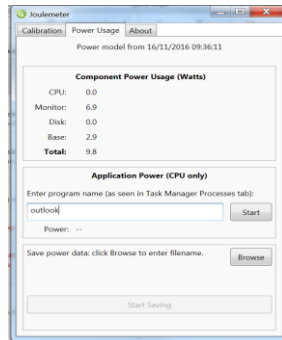 Joulemeter
Calibration Power Usage About
Power model from 16/11/2016 09:36:11
Component Power Usage (Watts)
CPU: 0.0
Monitor: 6.9
Disk: 0.0
Base: 2.9
Total: 9.8
Application Power (CPU only)
Enter program name (as seen in Task Manager Processes tab):
outlook Start
Power: --
Save power data: click Browse to enter filename. Browse
Start Saving